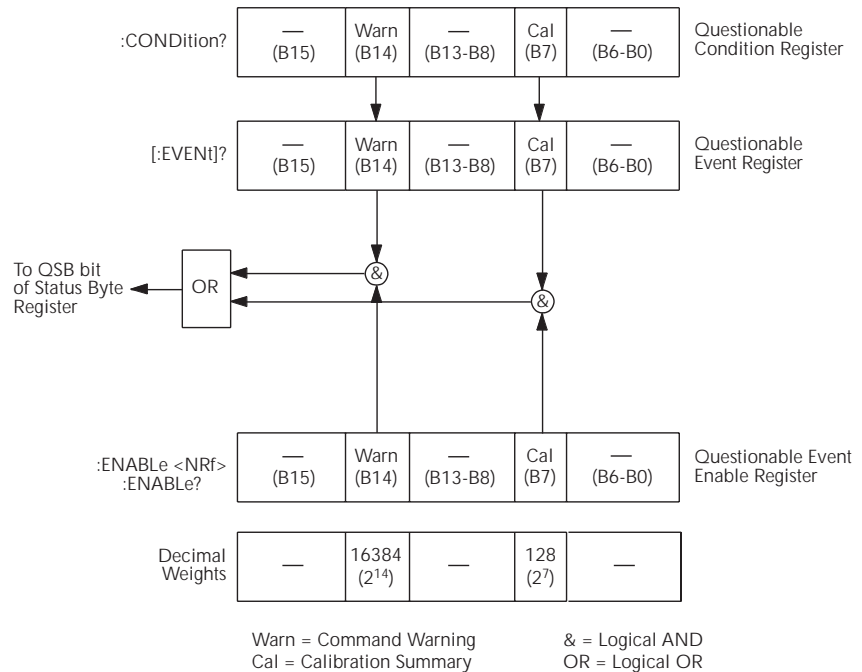 :CONDition?
—
(B15)
Warn
(B14)
—
(B13-B8)
Cal
(B7)
—
(B6-B0)
Questionable
Condition Register
[:EVENt]?
—
(B15)
Warn
(B14)
—
(B13-B8)
Cal
(B7)
—
(B6-B0)
Questionable
Event Register
To QSB bit
of Status Byte
Register
OR
&
&
:ENABLe <NRf>
:ENABLe?
—
(B15)
Warn
(B14)
—
(B13-B8)
Cal
(B7)
—
(B6-B0)
Questionable Event
Enable Register
Decimal
Weights
—
16384
(2¹⁴)
—
128
(2⁷)
—
Warn = Command Warning
Cal = Calibration Summary
& = Logical AND
OR = Logical OR